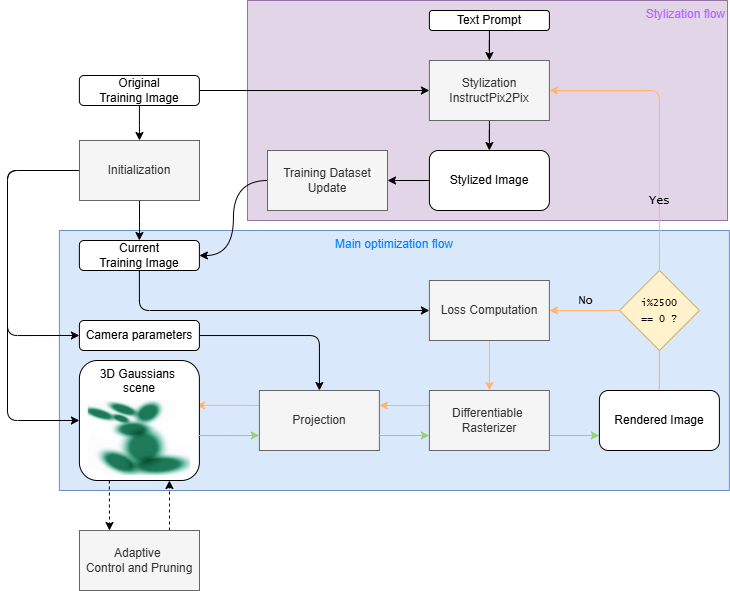 Stylization flow
Text Prompt
Original
Training Image
Stylization
InstructPix2Pix
Initialization
Training Dataset
Update
Stylized Image
Yes
Main optimization flow
Current
Training Image
Loss Computation
No
i%2500
== 0 ?
Camera parameters
3D Gaussians
scene
Projection
Differentiable
Rasterizer
Rendered Image
Adaptive
Control and Pruning